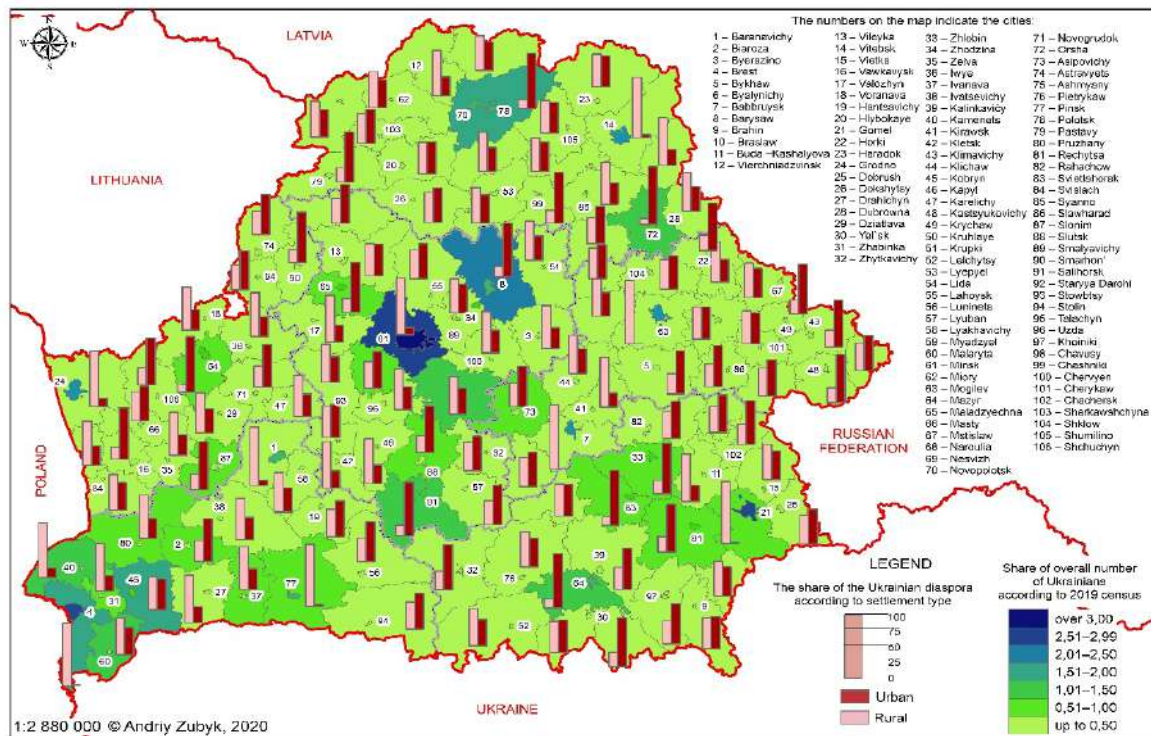 N
W E
S
LATVIA
LITHUANIA
POLAND
RUSSIAN
FEDERATION
UKRAINE
The numbers on the map indicate the cities:
1 – Baranavichy
2 – Biaroza
3 – Byerazino
4 – Brest
5 – Bykhaw
6 – Byalynichy
7 – Babbruysk
8 – Barysaw
9 – Brahin
10 – Braslaw
11 – Buda –Kashalyova
12 – Vierchniadzvinsk
13 – Vileyka
14 – Vitebsk
15 – Vietka
16 – Vawkavysk
17 – Valozhyn
18 – Voranava
19 – Hantsavichy
20 – Hlybokaye
21 – Gomel
22 – Horki
23 – Haradok
24 – Grodno
25 – Dobrush
26 – Dokshytsy
27 – Drahichyn
28 – Dubrowna
29 – Dziatlava
30 – Yal`sk
31 – Zhabinka
32 – Zhytkavichy
33 – Zhlobin
34 – Zhodzina
35 – Zelva
36 – Iwye
37 – Ivanava
38 – Ivatsevichy
39 – Kalinkavicy
40 – Kamenets
41 – Kirawsk
42 – Kletsk
43 – Klimavichy
44 – Klichaw
45 – Kobryn
46 – Kapyl
47 – Karelichy
48 – Kastsyukovichy
49 – Krychaw
50 – Kruhlaye
51 – Krupki
52 – Lelchytsy
53 – Lyepyel
54 – Lida
55 – Lahoysk
56 – Luninets
57 – Lyuban
58 – Lyakhavichy
59 – Myadzyel
60 – Malaryta
61 – Minsk
62 – Miory
63 – Mogilev
64 – Mazyr
65 – Maladzyechna
66 – Masty
67 – Mstislaw
68 – Naroulia
69 – Nesvizh
70 – Novopolotsk
71 – Novogrudok
72 – Orsha
73 – Asipovichy
74 – Astravyets
75 – Ashmyany
76 – Pietrykaw
77 – Pinsk
78 – Polotsk
79 – Pastavy
80 – Pruzhany
81 – Rechytsa
82 – Rahachow
83 – Svietlahorsk
84 – Svislach
85 – Syanno
86 – Slawharad
87 – Slonim
88 – Slutsk
89 – Smalyavichy
90 – Smarhon'
91 – Salihorsk
92 – Staryya Darohi
93 – Stowbtsy
94 – Stolin
95 – Talachyn
96 – Uzda
97 – Khoiniki
98 – Chavusy
99 – Chashniki
100 – Chervyen
101 – Cherykaw
102 – Chachersk
103 – Sharkawshchyna
104 – Shklow
105 – Shumilino
106 – Shchuchyn
LEGEND
The share of the Ukrainian diaspora
according to settlement type
100
75
50
25
0
Urban
Rural
Share of overall number
of Ukrainians
according to 2019 census
over 3,00
2,51–2,99
2,01–2,50
1,51–2,00
1,01–1,50
0,51–1,00
up to 0,50
1:2 880 000 © Andriy Zubyk, 2020